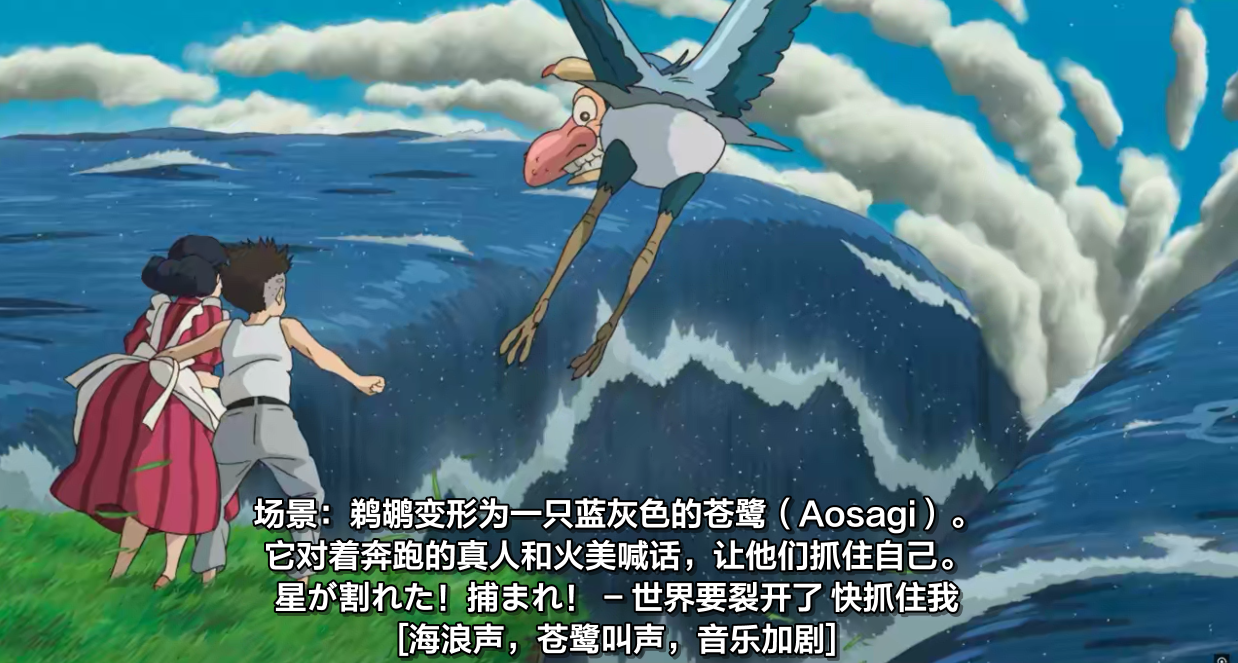 场景：鹈鹕变形为一只蓝灰色的苍鹭（Aosagi）。
它对着奔跑的真人和火美喊话，让他们抓住自己。
星が割れた！捕まれ！ －世界要裂开了 快抓住我
[海浪声，苍鹭叫声，音乐加剧]